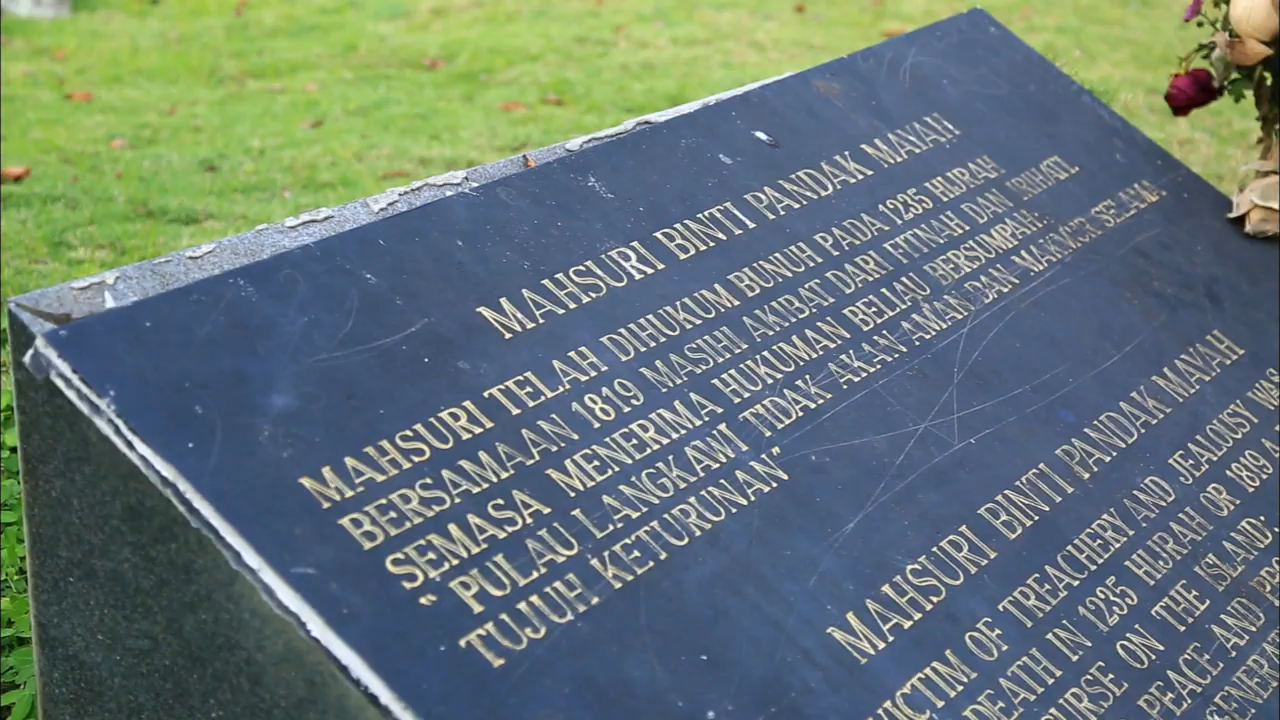 MAHSURI BINTI PANDAK MAYAH
MAHSURI TELAH DIHUKUM BUNUH PADA 1235 HIJRAH
BERSAMAAN 1819 MASIHI AKIBAT DARI FITNAH DAN IRIHATI.
SEMASA MENERIMA HUKUMAN BELIAU BERSUMPAH:
" PULAU LANGKAWI TIDAK AKAN AMAN DAN MAKMUR SELAMA
TUJUH KETURUNAN"
MAHSURI BINTI PANDAK MAYAH
VICTIM OF TREACHERY AND JEALOUSY WAS
DEATH IN 1235 HIJRAH OR 1819
ON THE ISLAND.
PEACE AND